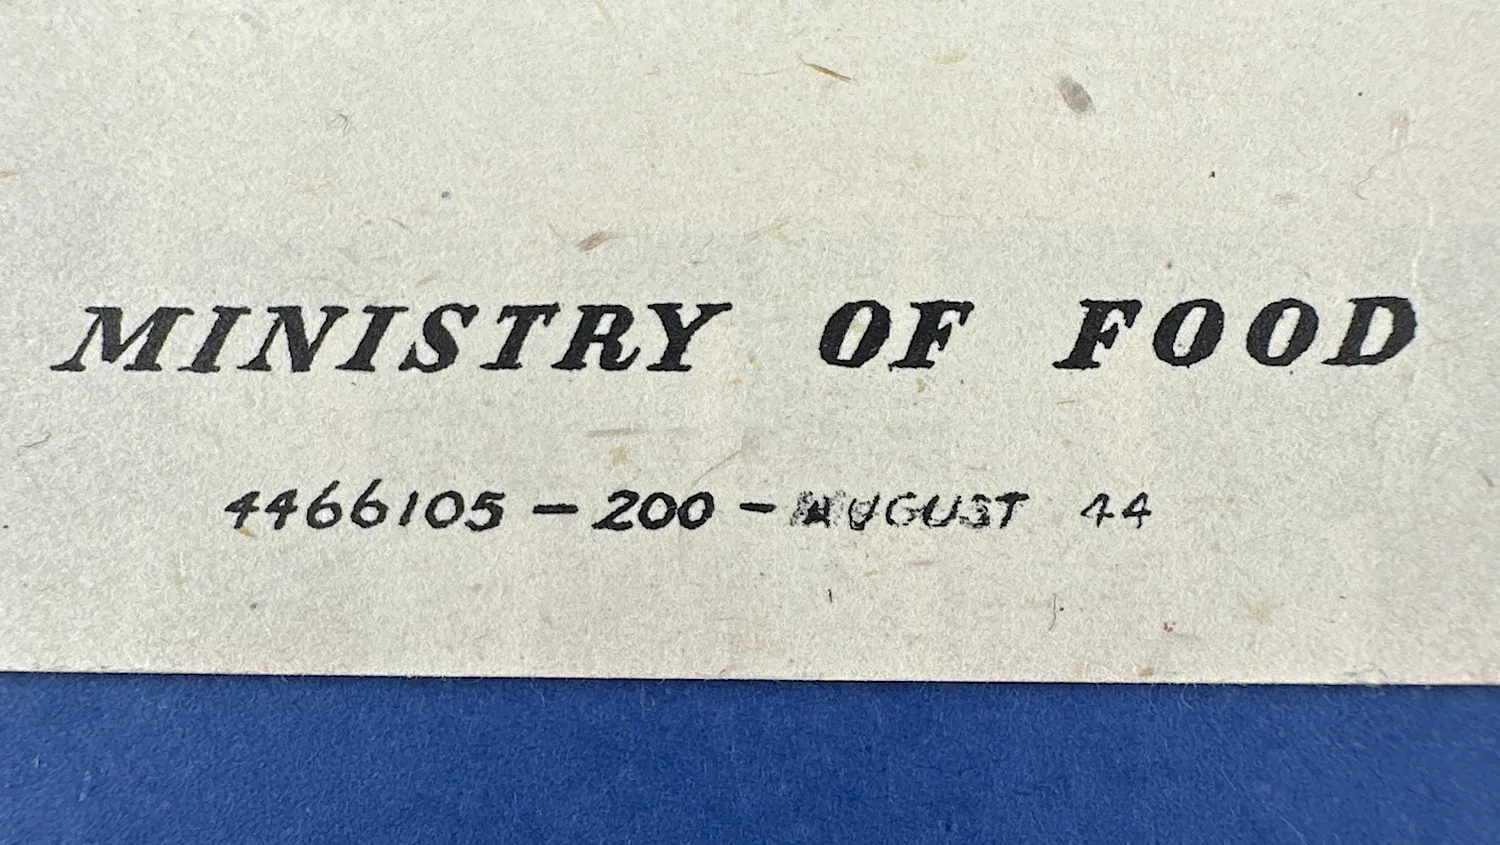 MINISTRY OF FOOD
4466105 - 200 - AUGUST 44